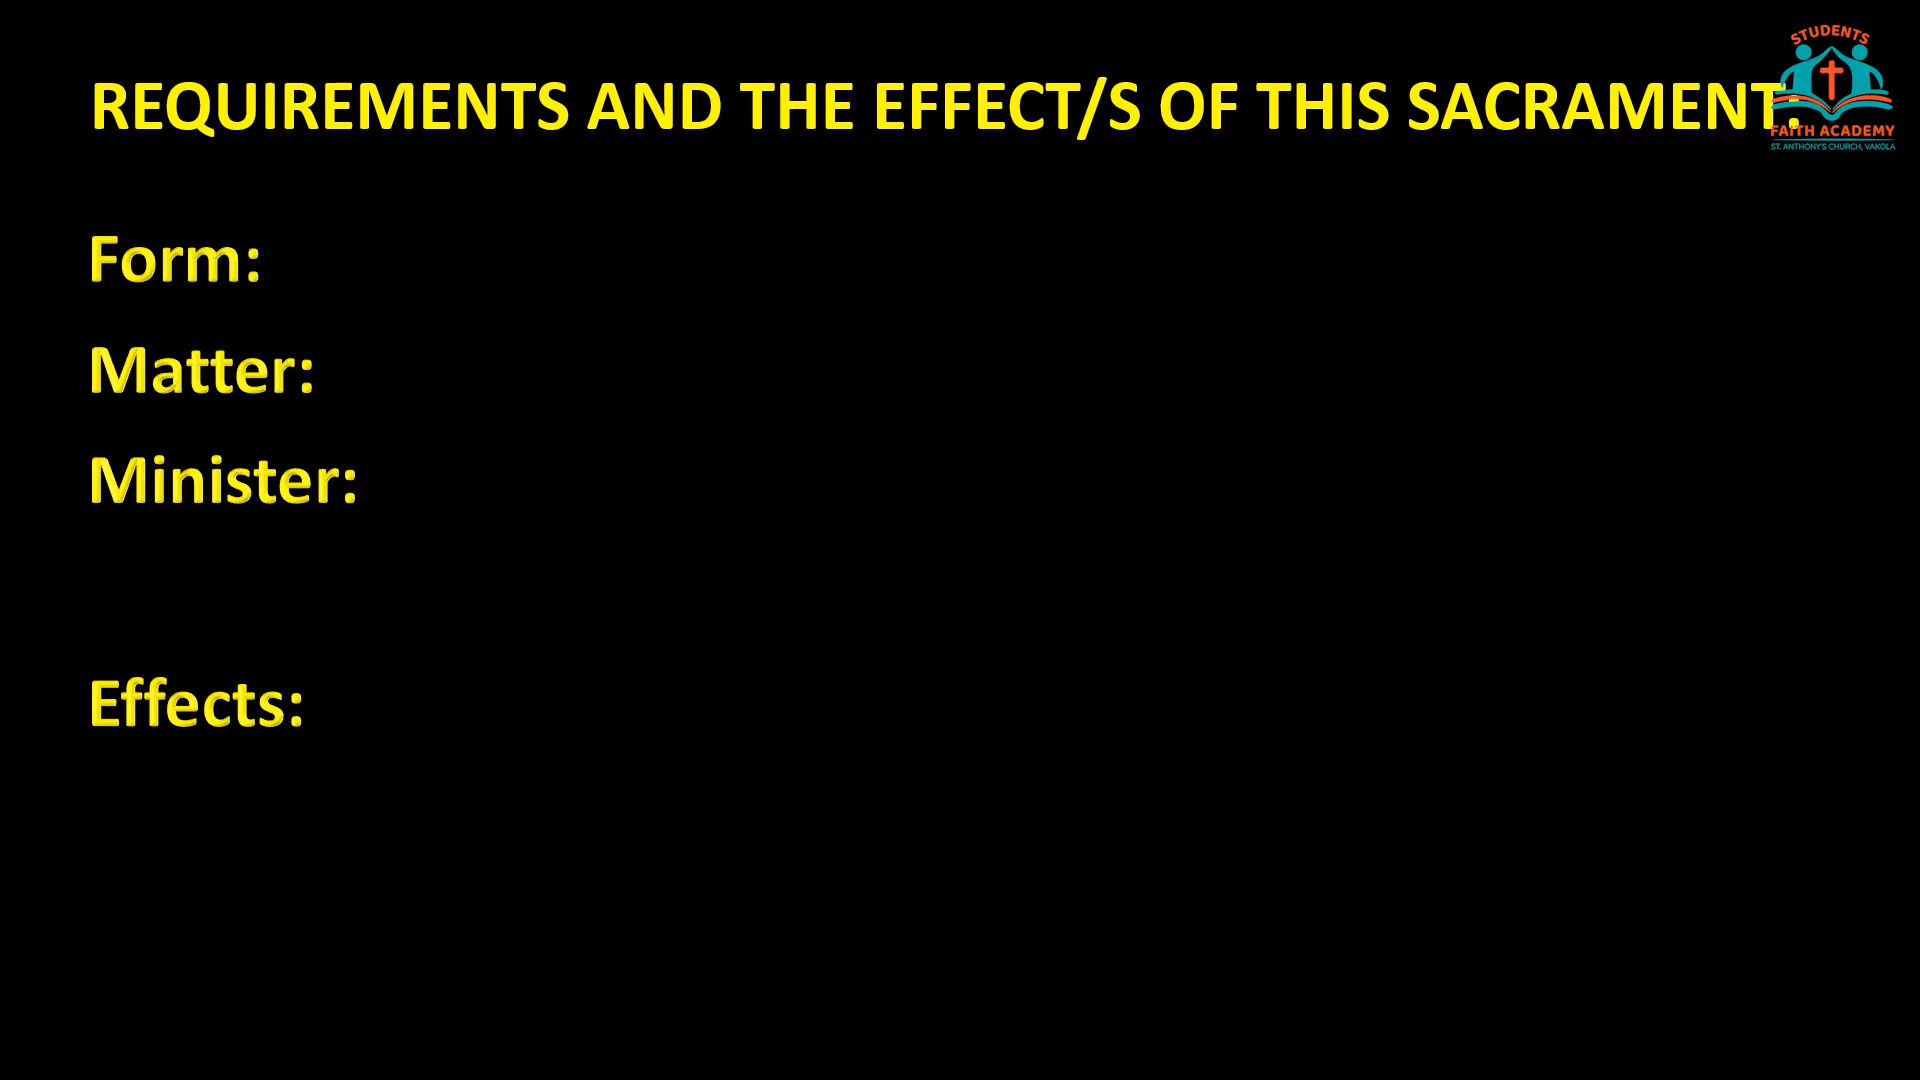 REQUIREMENTS AND THE EFFECT/S OF THIS SACRAMENT:
STUDENTS
FAITH ACADEMY
ST. ANTHONY'S CHURCH, VAKOLA
Form:
Matter:
Minister:
Effects: